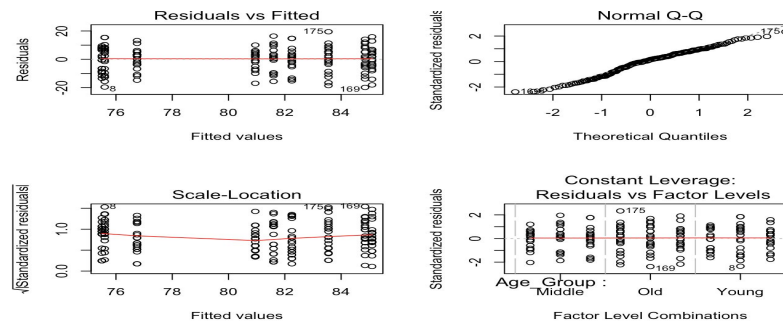 Residuals vs Fitted
Residuals
20
0
-20
175
8
169
76 78 80 82 84
Fitted values
Normal Q-Q
Standardized residuals
2
0
-2
175
-2 -1 0 1 2
Theoretical Quantiles
Scale-Location
√|Standardized residuals|
1.0
0.0
8
175
169
76 78 80 82 84
Fitted values
Constant Leverage:
Residuals vs Factor Levels
Standardized residuals
2
0
-2
175
169
8
Age_Group :
Middle Old Young
Factor Level Combinations